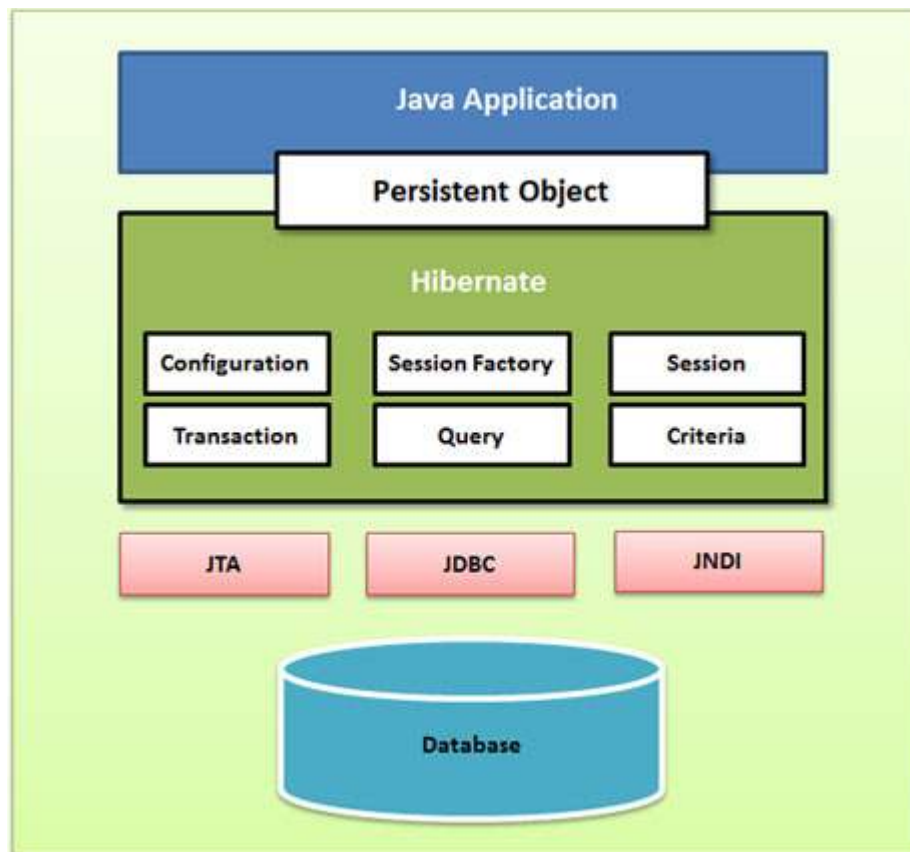 Java Application
Persistent Object
Hibernate
Configuration
Session Factory
Session
Transaction
Query
Criteria
JTA
JDBC
JNDI
Database